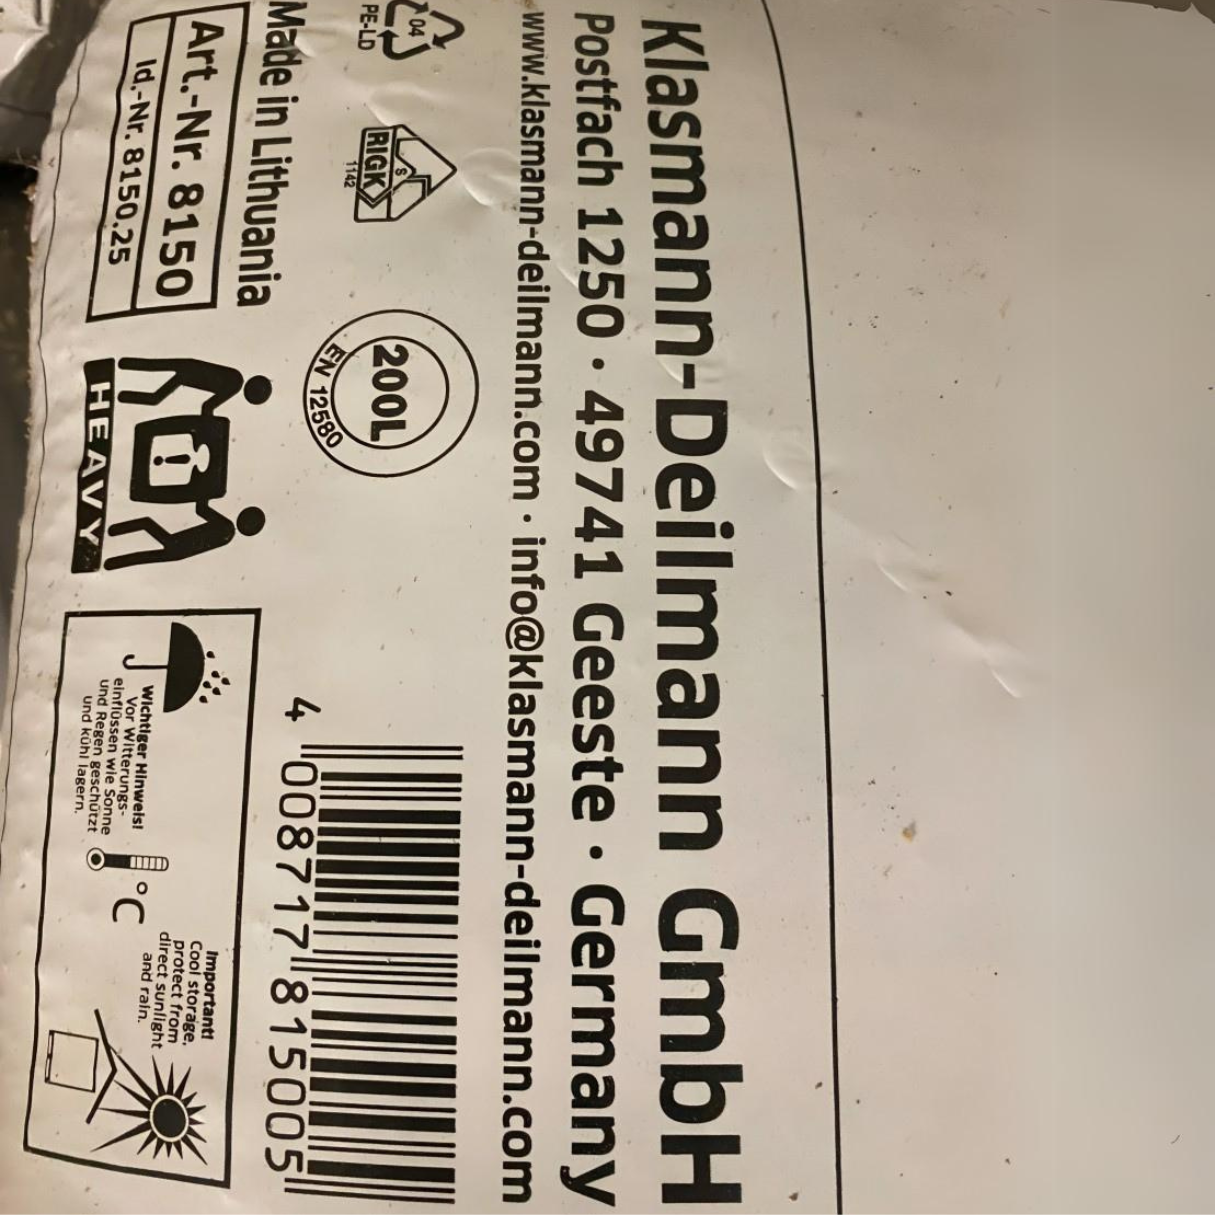 Klasmann-Deilmann GmbH
Postfach 1250 · 49741 Geeste · Germany
www.klasmann-deilmann.com · info@klasmann-deilmann.com
04
PE-LD
S
RIGK
1142
200L
EN 12580
4 008717 815005
Made in Lithuania
Art.-Nr. 8150
Id.-Nr. 8150.25
HEAVY
Wichtiger Hinweis!
Vor Witterungs-
einflüssen wie Sonne
und Regen geschützt
und kühl lagern.
°C
Important!
Cool storage,
protect from
direct sunlight
and rain.